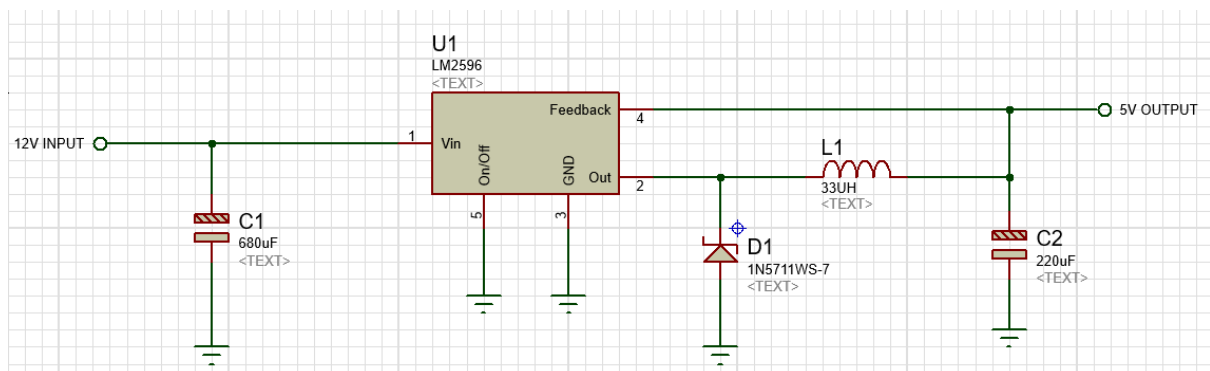 U1
LM2596
<TEXT>
Feedback
4
5V OUTPUT
12V INPUT
1
Vin
On/Off
GND
Out
2
5
3
L1
33UH
<TEXT>
C1
680uF
<TEXT>
D1
1N5711WS-7
<TEXT>
C2
220uF
<TEXT>